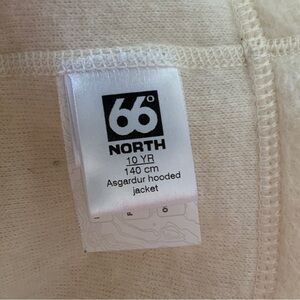 66°
NORTH
10 YR
140 cm
Asgardur hooded
jacket